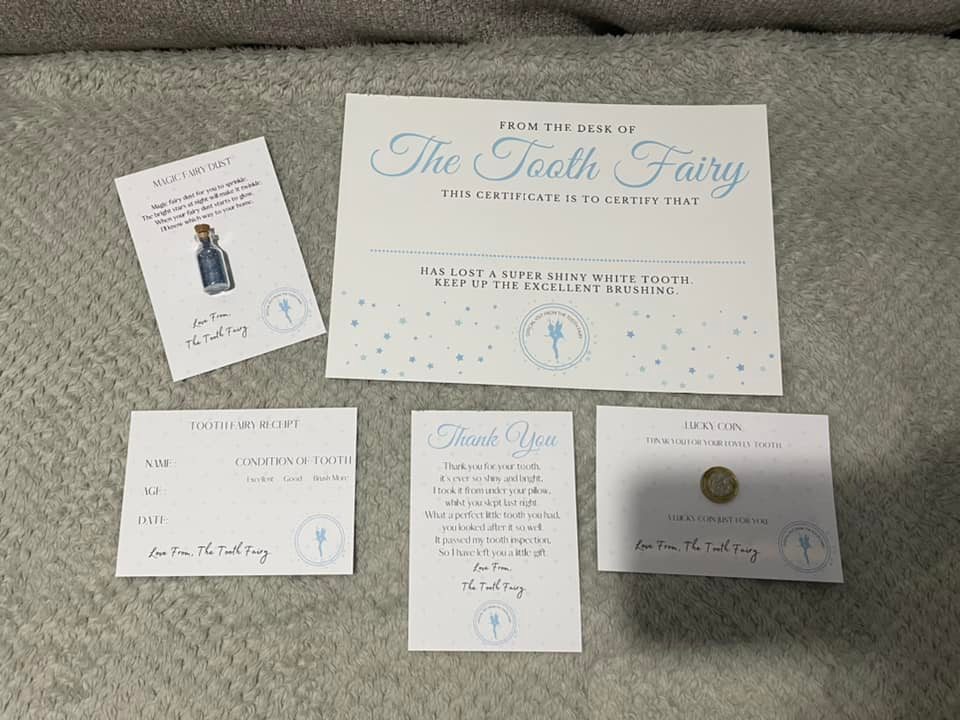 MAGIC FAIRY DUST
Magic fairy dust for you to sprinkle.
The bright stars at night will make it twinkle.
When your fairy dust starts to glow,
I'll know which way to your home.
Love From,
The Tooth Fairy
FROM THE DESK OF
The Tooth Fairy
THIS CERTIFICATE IS TO CERTIFY THAT
HAS LOST A SUPER SHINY WHITE TOOTH.
KEEP UP THE EXCELLENT BRUSHING.
SPECIAL VISIT FROM THE TOOTH FAIRY
TOOTH FAIRY RECEIPT
NAME:
CONDITION OF TOOTH
Excellent Good Brush More
AGE:
DATE:
Love From, The Tooth Fairy
Thank You
Thank you for your tooth,
it's ever so shiny and bright,
I took it from under your pillow,
whilst you slept last night.
What a perfect little tooth you had,
you looked after it so well.
It passed my tooth inspection,
So I have left you a little gift.
Love From,
The Tooth Fairy
LUCKY COIN
THANK YOU FOR YOUR LOVELY TOOTH
A LUCKY COIN JUST FOR YOU
Love From, The Tooth Fairy